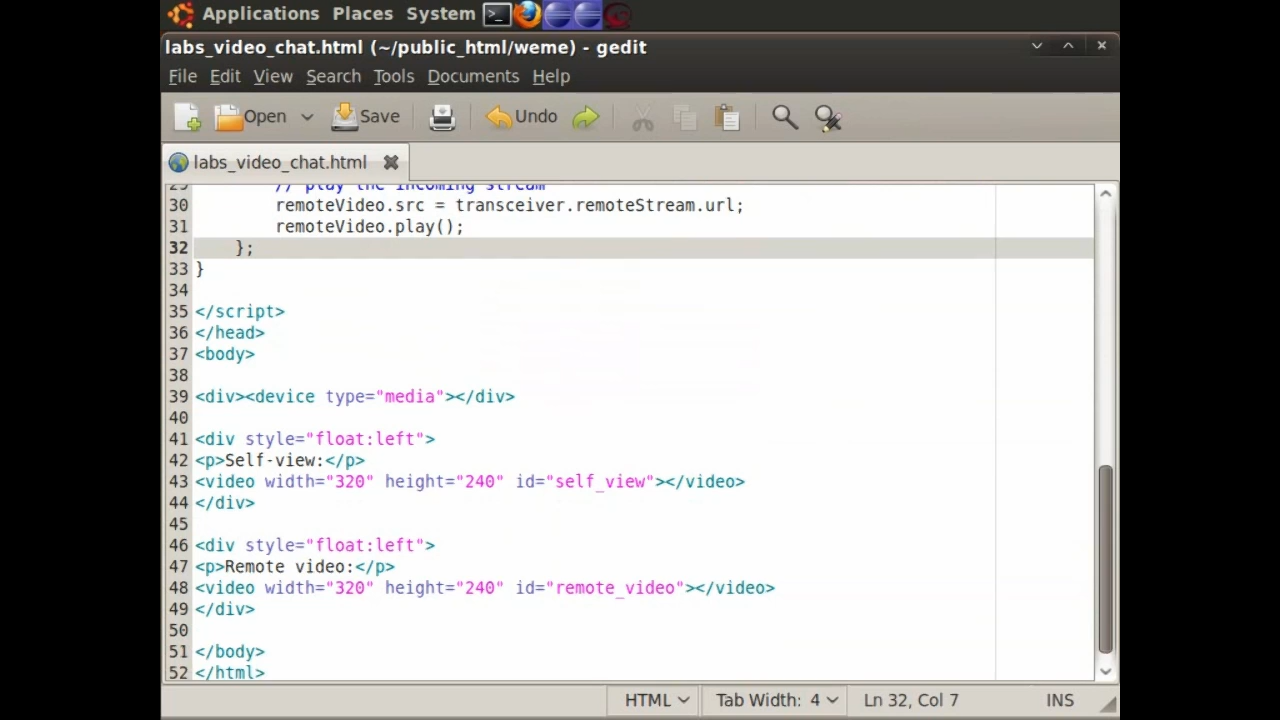 Applications Places System
labs_video_chat.html (~/public_html/weme) - gedit
File Edit View Search Tools Documents Help
Open Save Undo
labs_video_chat.html
29 // play the incoming stream
30 remoteVideo.src = transceiver.remoteStream.url;
31 remoteVideo.play();
32 };
33 }
34
35 </script>
36 </head>
37 <body>
38
39 <div><device type="media"></div>
40
41 <div style="float:left">
42 <p>Self-view:</p>
43 <video width="320" height="240" id="self_view"></video>
44 </div>
45
46 <div style="float:left">
47 <p>Remote video:</p>
48 <video width="320" height="240" id="remote_video"></video>
49 </div>
50
51 </body>
52 </html>
HTML Tab Width: 4 Ln 32, Col 7 INS